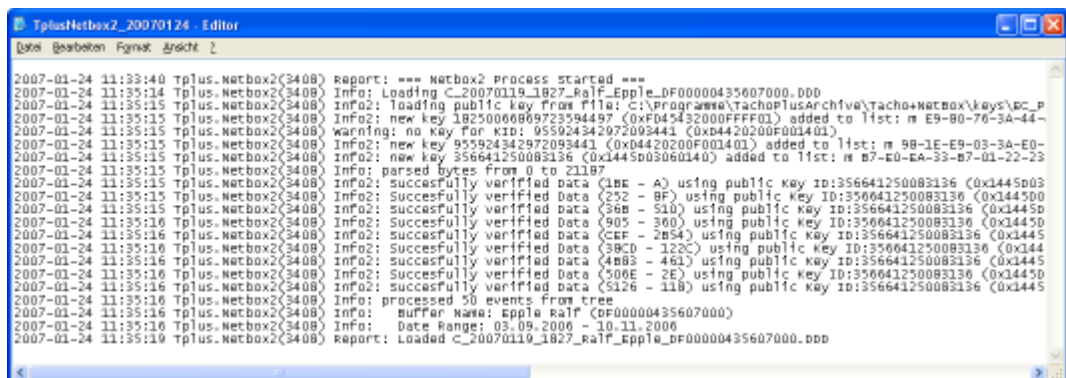 TplusNetbox2_20070124 - Editor
Datei Bearbeiten Format Ansicht ?
2007-01-24 11:33:40 Tplus.Netbox2(3408) Report: === Netbox2 Process started ===
2007-01-24 11:35:14 Tplus.Netbox2(3408) Info: Loading C_20070119_1827_Ralf_Epple_DF00000435607000.DDD
2007-01-24 11:35:15 Tplus.Netbox2(3408) Info2: loading public key from file: C:\Programme\TachoPlusArchive\Tacho+NetBox\keys\EC_P
2007-01-24 11:35:15 Tplus.Netbox2(3408) Info2: new key 18250066869723594497 (0xFD45432000FFFF01) added to list: m E9-80-76-3A-44-
2007-01-24 11:35:15 Tplus.Netbox2(3408) Warning: no Key for KID: 955924342972093441 (0xD4420200F001401)
2007-01-24 11:35:15 Tplus.Netbox2(3408) Info2: new key 955924342972093441 (0xD4420200F001401) added to list: m 98-1E-E9-03-3A-E0-
2007-01-24 11:35:15 Tplus.Netbox2(3408) Info2: new key 356641250083136 (0x1445D03060140) added to list: m B7-E0-EA-33-B7-01-22-23
2007-01-24 11:35:15 Tplus.Netbox2(3408) Info: parsed bytes from 0 to 21187
2007-01-24 11:35:15 Tplus.Netbox2(3408) Info2: Succesfully verified Data (1BE - A) using public Key ID:356641250083136 (0x1445D03
2007-01-24 11:35:15 Tplus.Netbox2(3408) Info2: Succesfully verified Data (252 - 8F) using public Key ID:356641250083136 (0x1445D0
2007-01-24 11:35:15 Tplus.Netbox2(3408) Info2: Succesfully verified Data (36B - 510) using public Key ID:356641250083136 (0x1445D
2007-01-24 11:35:15 Tplus.Netbox2(3408) Info2: Succesfully verified Data (905 - 360) using public Key ID:356641250083136 (0x1445D
2007-01-24 11:35:16 Tplus.Netbox2(3408) Info2: Succesfully verified Data (CEF - 2B54) using public Key ID:356641250083136 (0x1445
2007-01-24 11:35:16 Tplus.Netbox2(3408) Info2: Succesfully verified Data (38CD - 122C) using public Key ID:356641250083136 (0x144
2007-01-24 11:35:16 Tplus.Netbox2(3408) Info2: Succesfully verified Data (4B83 - 461) using public Key ID:356641250083136 (0x1445
2007-01-24 11:35:16 Tplus.Netbox2(3408) Info2: Succesfully verified Data (506E - 2E) using public Key ID:356641250083136 (0x1445D
2007-01-24 11:35:16 Tplus.Netbox2(3408) Info2: Succesfully verified Data (5126 - 118) using public Key ID:356641250083136 (0x1445
2007-01-24 11:35:16 Tplus.Netbox2(3408) Info: processed 50 events from tree
2007-01-24 11:35:16 Tplus.Netbox2(3408) Info: Buffer Name: Epple Ralf (DF00000435607000)
2007-01-24 11:35:16 Tplus.Netbox2(3408) Info: Date Range: 03.09.2006 - 10.11.2006
2007-01-24 11:35:19 Tplus.Netbox2(3408) Report: Loaded C_20070119_1827_Ralf_Epple_DF00000435607000.DDD